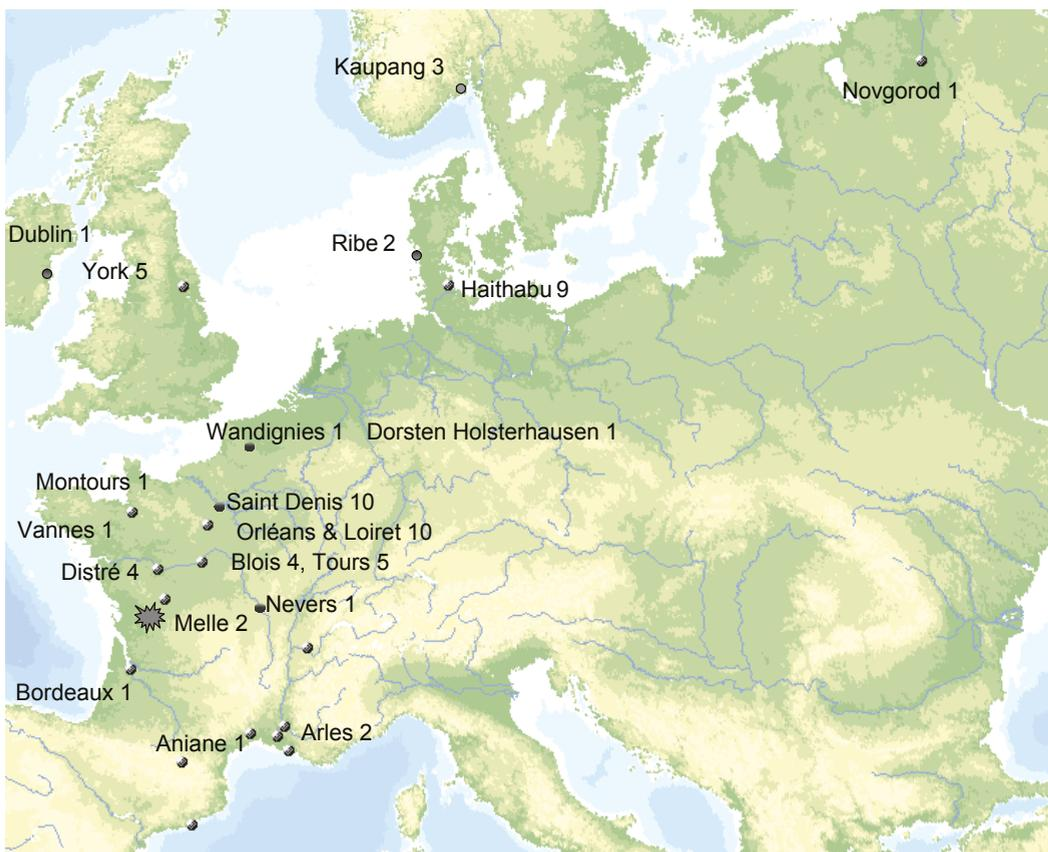 Kaupang 3
Novgorod 1
Dublin 1
Ribe 2
York 5
Haithabu 9
Wandignies 1
Dorsten Holsterhausen 1
Montours 1
Saint Denis 10
Vannes 1
Orléans & Loiret 10
Blois 4, Tours 5
Distré 4
Nevers 1
Melle 2
Bordeaux 1
Arles 2
Aniane 1